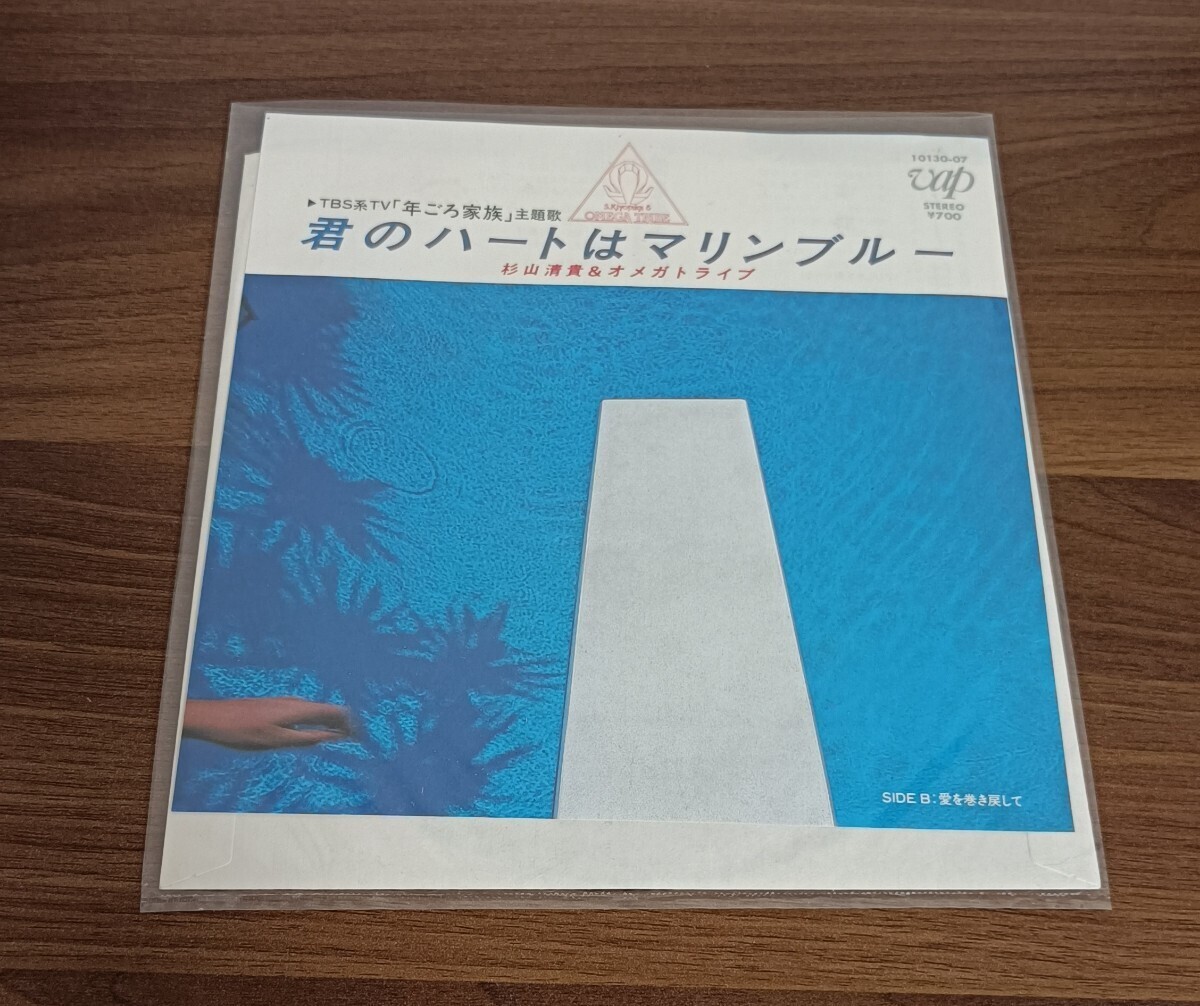 10130-07
vap
STEREO
¥700
S.Kiyotaka &
OMEGA TRIBE
▶TBS系TV「年ごろ家族」主題歌
君のハートはマリンブルー
杉山清貴&オメガトライブ
SIDE B:愛を巻き戻して